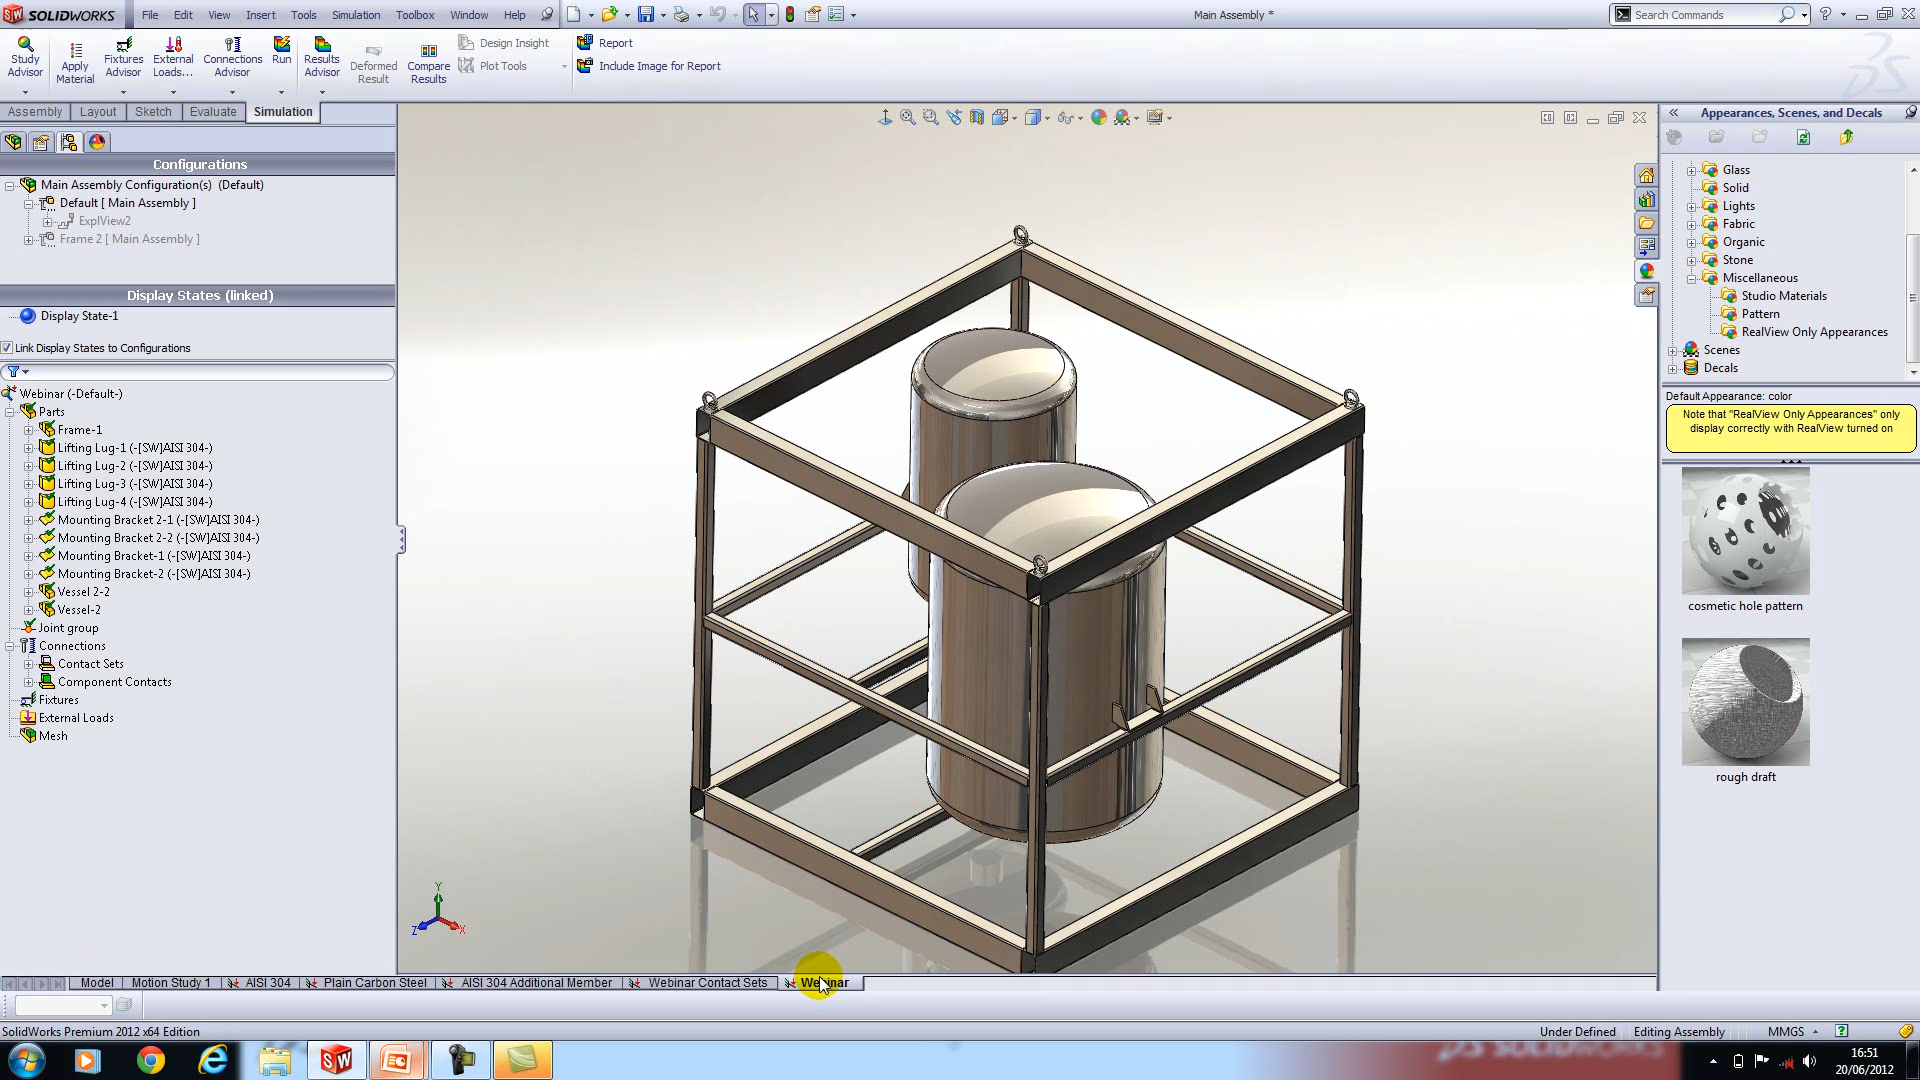 SOLIDWORKS File Edit View Insert Tools Simulation Toolbox Window Help Main Assembly * Search Commands
Study Advisor
Apply Material
Fixtures Advisor
External Loads...
Connections Advisor
Run
Results Advisor
Deformed Result
Compare Results
Design Insight
Plot Tools
Report
Include Image for Report
Assembly Layout Sketch Evaluate Simulation
Configurations
Main Assembly Configuration(s) (Default)
Default [ Main Assembly ]
ExplView2
Frame 2 [ Main Assembly ]
Display States (linked)
Display State-1
Link Display States to Configurations
Webinar (-Default-)
Parts
Frame-1
Lifting Lug-1 (-[SW]AISI 304-)
Lifting Lug-2 (-[SW]AISI 304-)
Lifting Lug-3 (-[SW]AISI 304-)
Lifting Lug-4 (-[SW]AISI 304-)
Mounting Bracket 2-1 (-[SW]AISI 304-)
Mounting Bracket 2-2 (-[SW]AISI 304-)
Mounting Bracket-1 (-[SW]AISI 304-)
Mounting Bracket-2 (-[SW]AISI 304-)
Vessel 2-2
Vessel-2
Joint group
Connections
Contact Sets
Component Contacts
Fixtures
External Loads
Mesh
Y
Z
X
Appearances, Scenes, and Decals
Glass
Solid
Lights
Fabric
Organic
Stone
Miscellaneous
Studio Materials
Pattern
RealView Only Appearances
Scenes
Decals
Default Appearance: color
Note that "RealView Only Appearances" only
display correctly with RealView turned on
cosmetic hole pattern
rough draft
Model Motion Study 1 AISI 304 Plain Carbon Steel AISI 304 Additional Member Webinar Contact Sets Webinar
SolidWorks Premium 2012 x64 Edition Under Defined Editing Assembly MMGS
16:51
20/06/2012